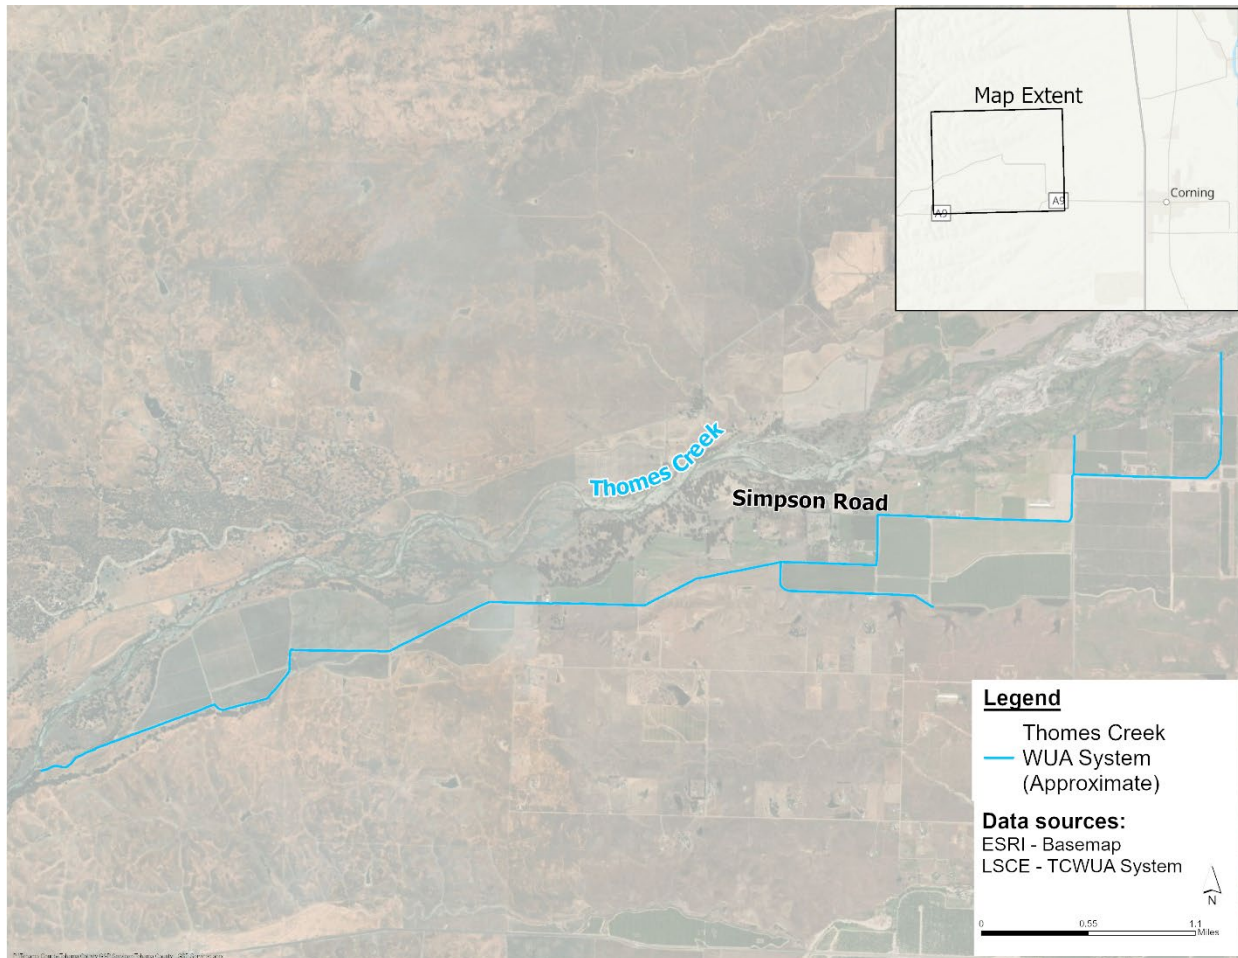 Map Extent
Corning
A9
A9
Thomes Creek
Simpson Road
Legend
Thomes Creek
WUA System
(Approximate)
Data sources:
ESRI - Basemap
LSCE - TCWUA System
N
0 0.55 1.1
Miles